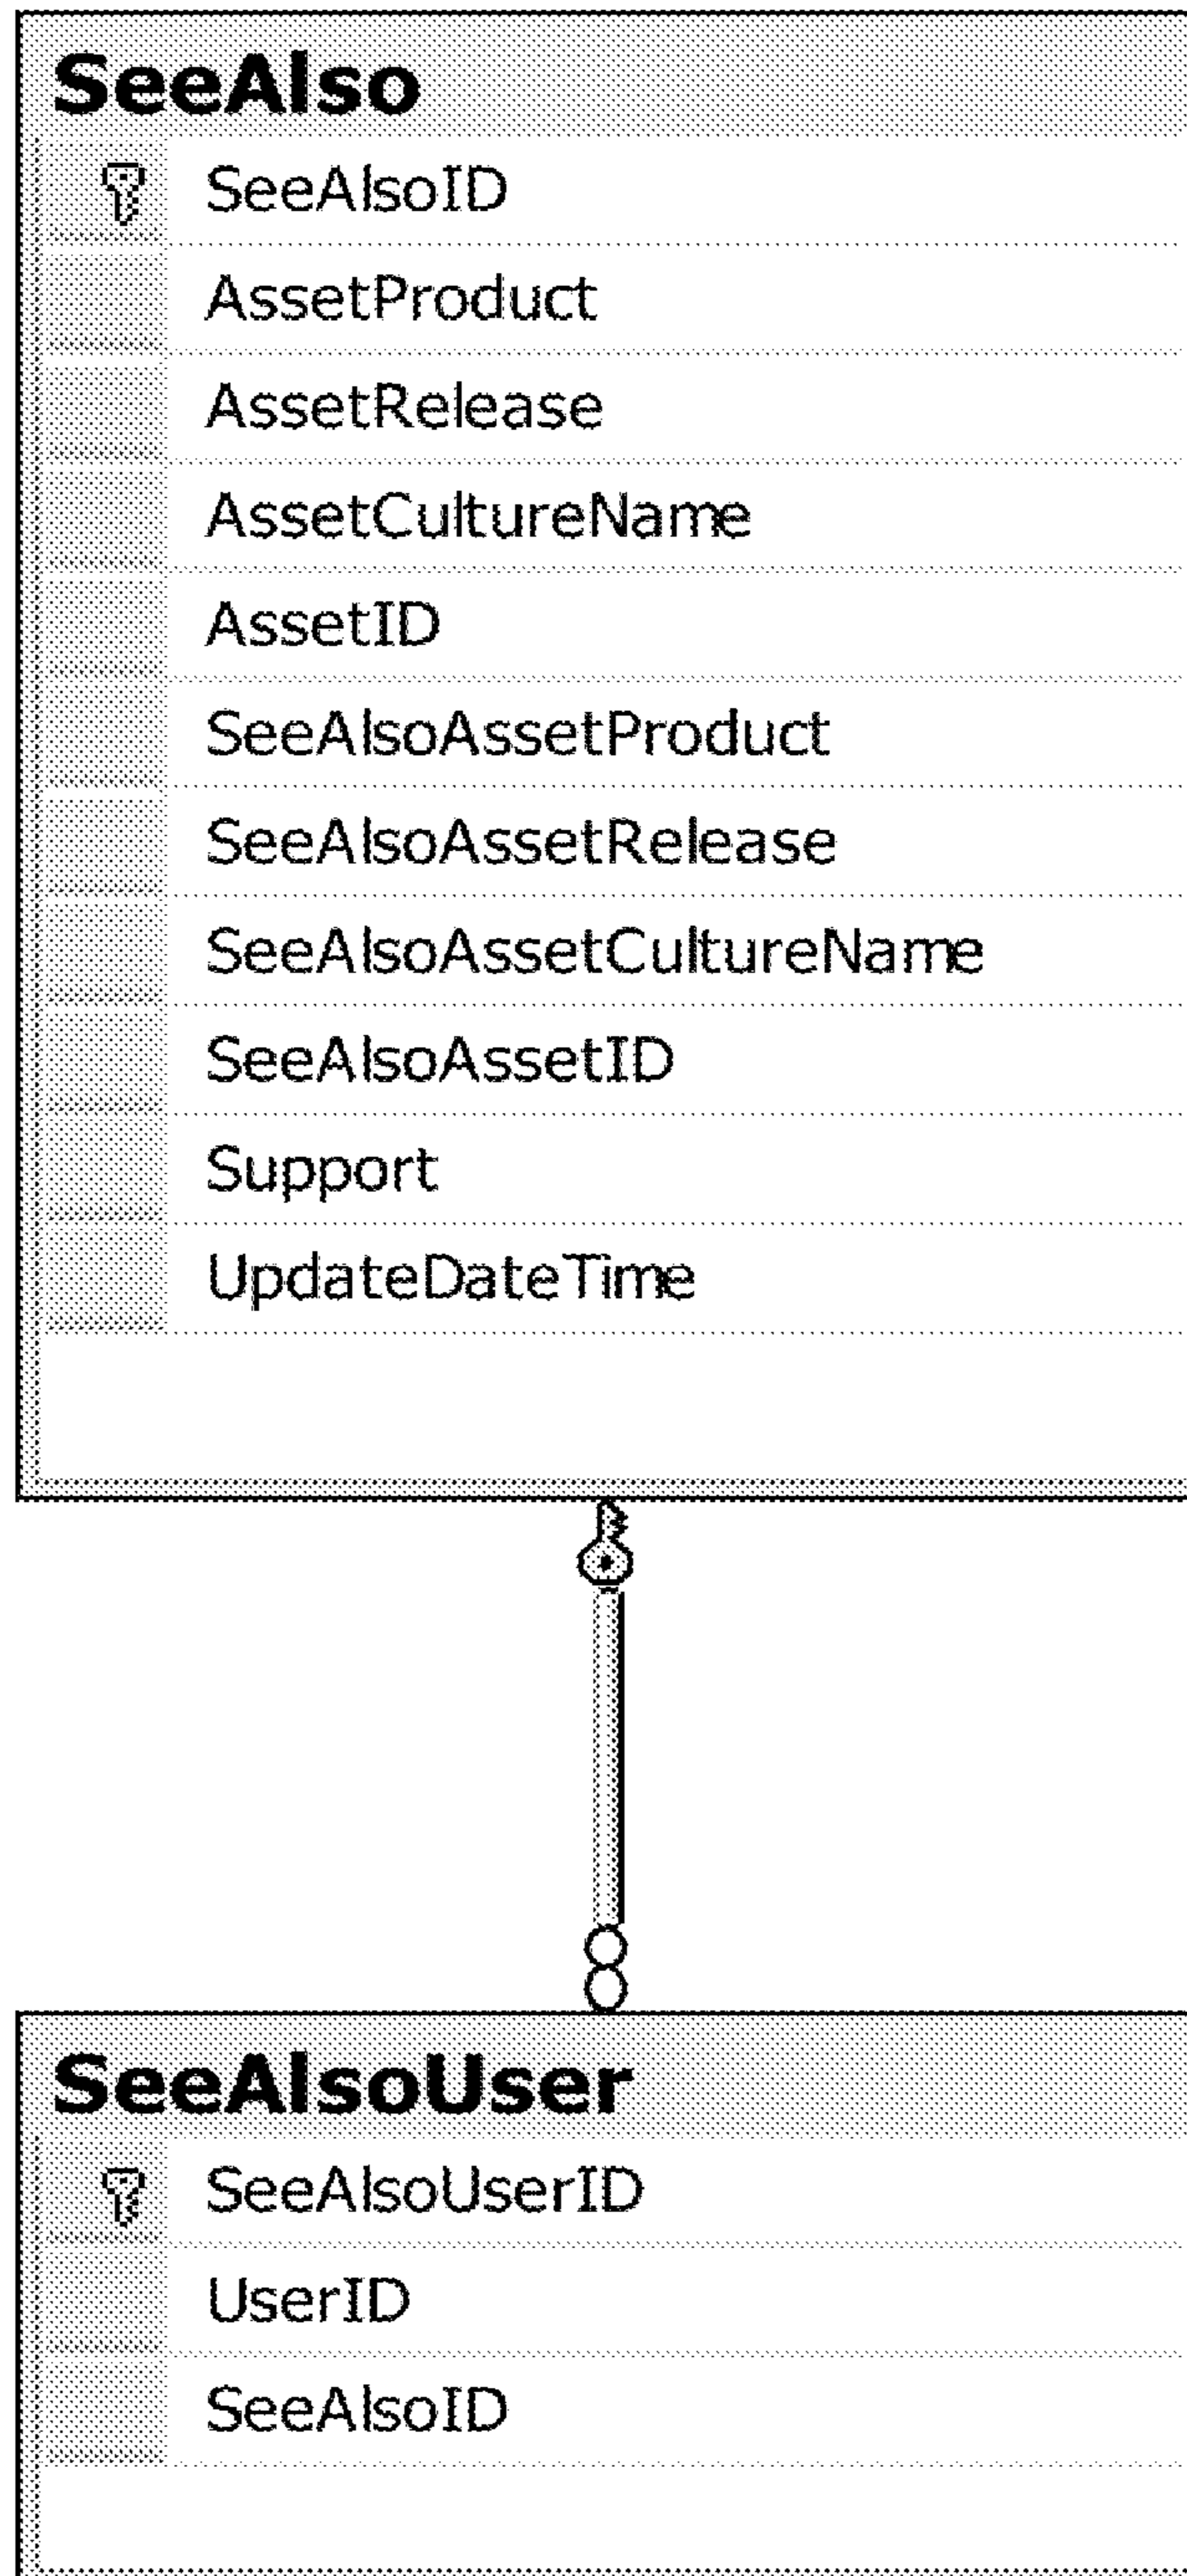 SeeAlso
SeeAlsoID
AssetProduct
AssetRelease
AssetCultureName
AssetID
SeeAlsoAssetProduct
SeeAlsoAssetRelease
SeeAlsoAssetCultureName
SeeAlsoAssetID
Support
UpdateDateTime
SeeAlsoUser
SeeAlsoUserID
UserID
SeeAlsoID